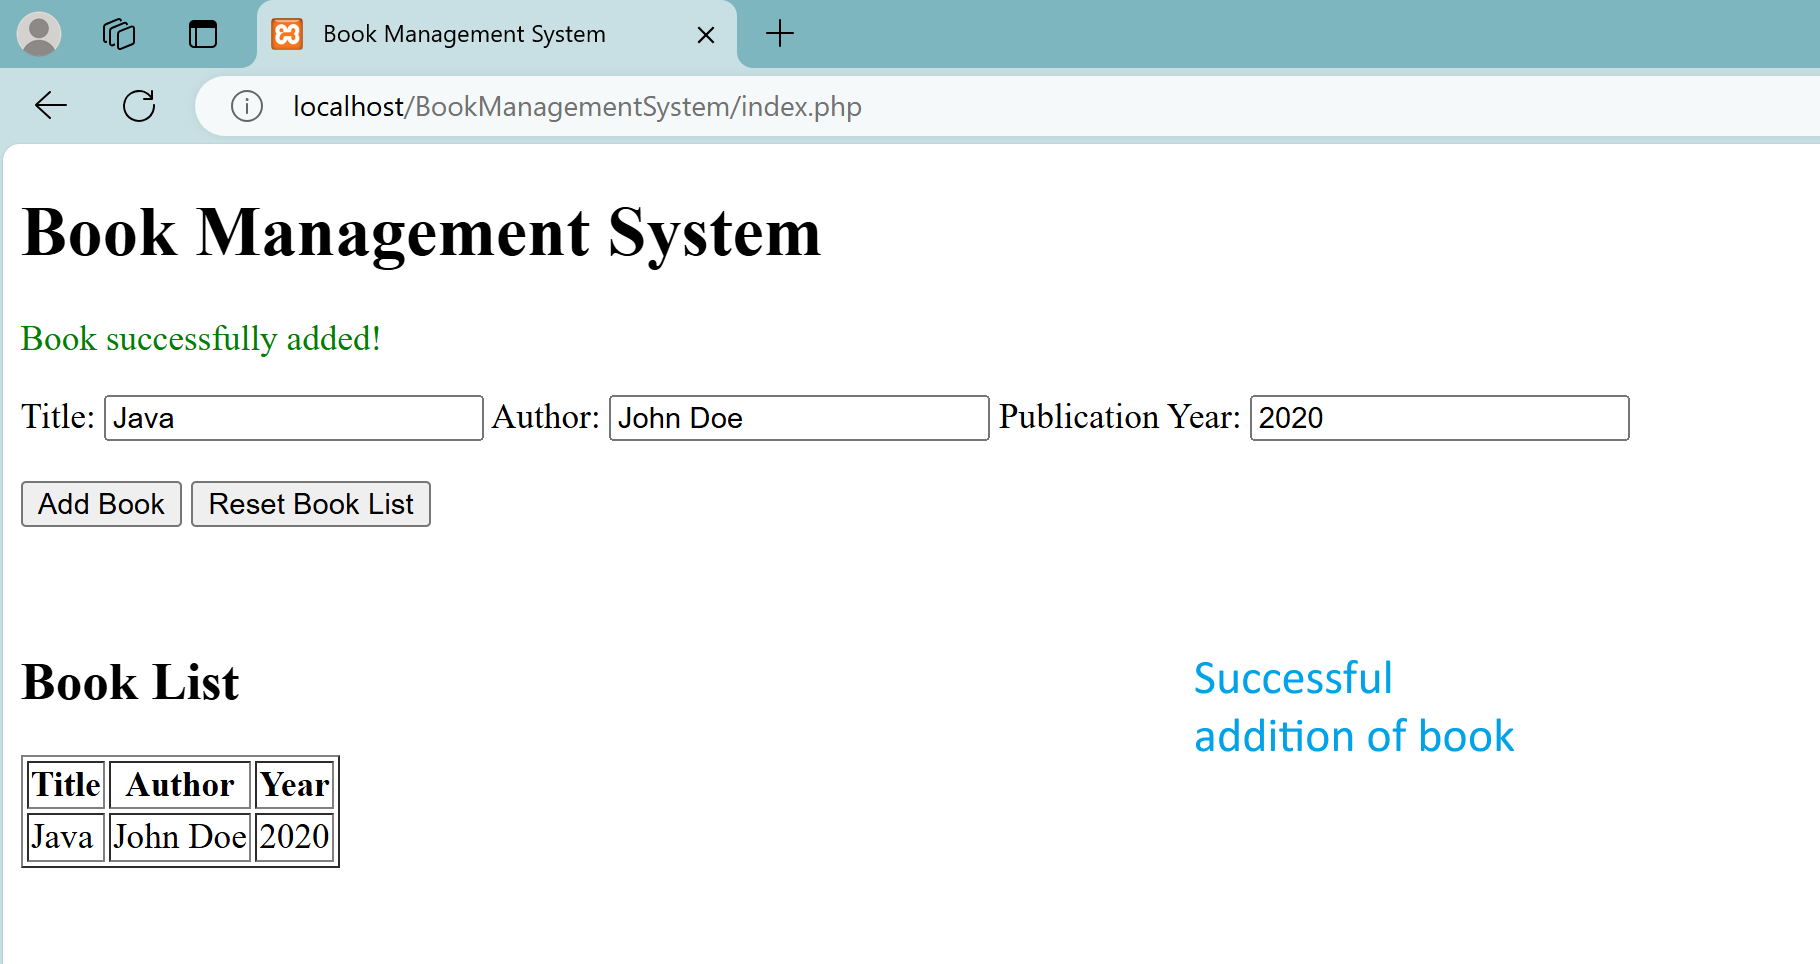 Book Management System
localhost/BookManagementSystem/index.php
Book Management System
Book successfully added!
Title: Java Author: John Doe Publication Year: 2020
Add Book Reset Book List
Book List
Successful
addition of book
Title Author Year
Java John Doe 2020